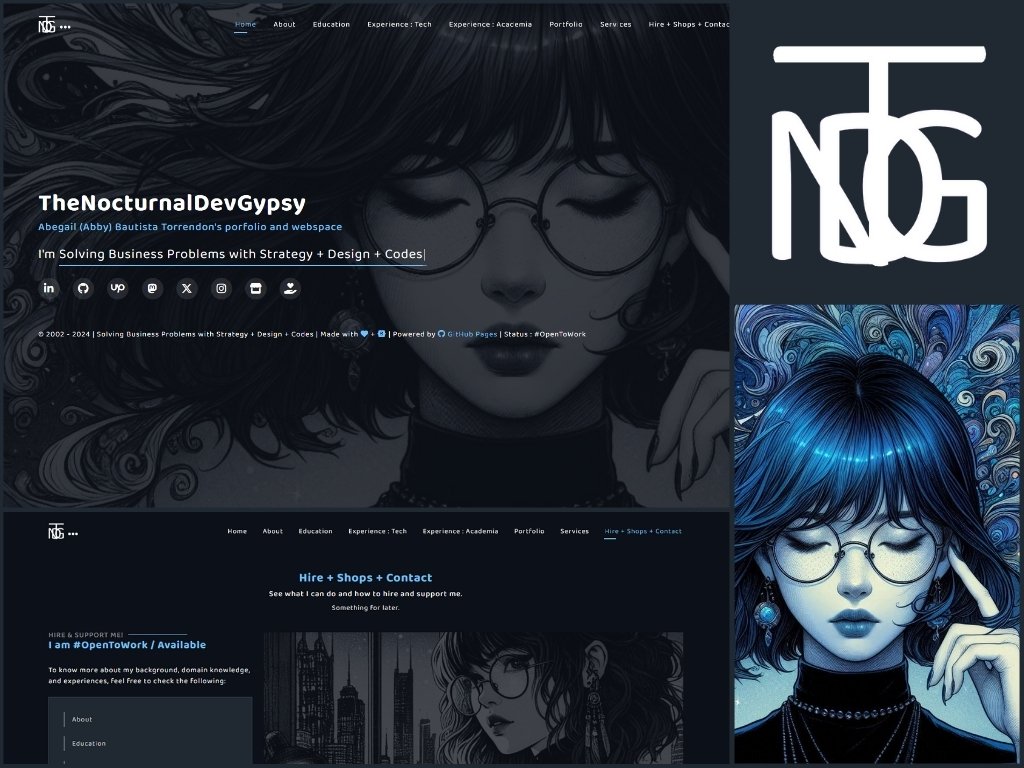 TNDG ...
Home About Education Experience : Tech Experience : Academia Portfolio Services Hire + Shops + Contac
TheNocturnalDevGypsy
Abegail (Abby) Bautista Torrendon's porfolio and webspace
I'm Solving Business Problems with Strategy + Design + Codes
in Up X
© 2002 - 2024 | Solving Business Problems with Strategy + Design + Codes | Made with + | Powered by GitHub Pages | Status : #OpenToWork
TNDG
TNDG ...
Home About Education Experience : Tech Experience : Academia Portfolio Services Hire + Shops + Contact
Hire + Shops + Contact
See what I can do and how to hire and support me.
Something for later.
HIRE & SUPPORT ME!
I am #OpenToWork / Available
To know more about my background, domain knowledge,
and experiences, feel free to check the following:
About
Education